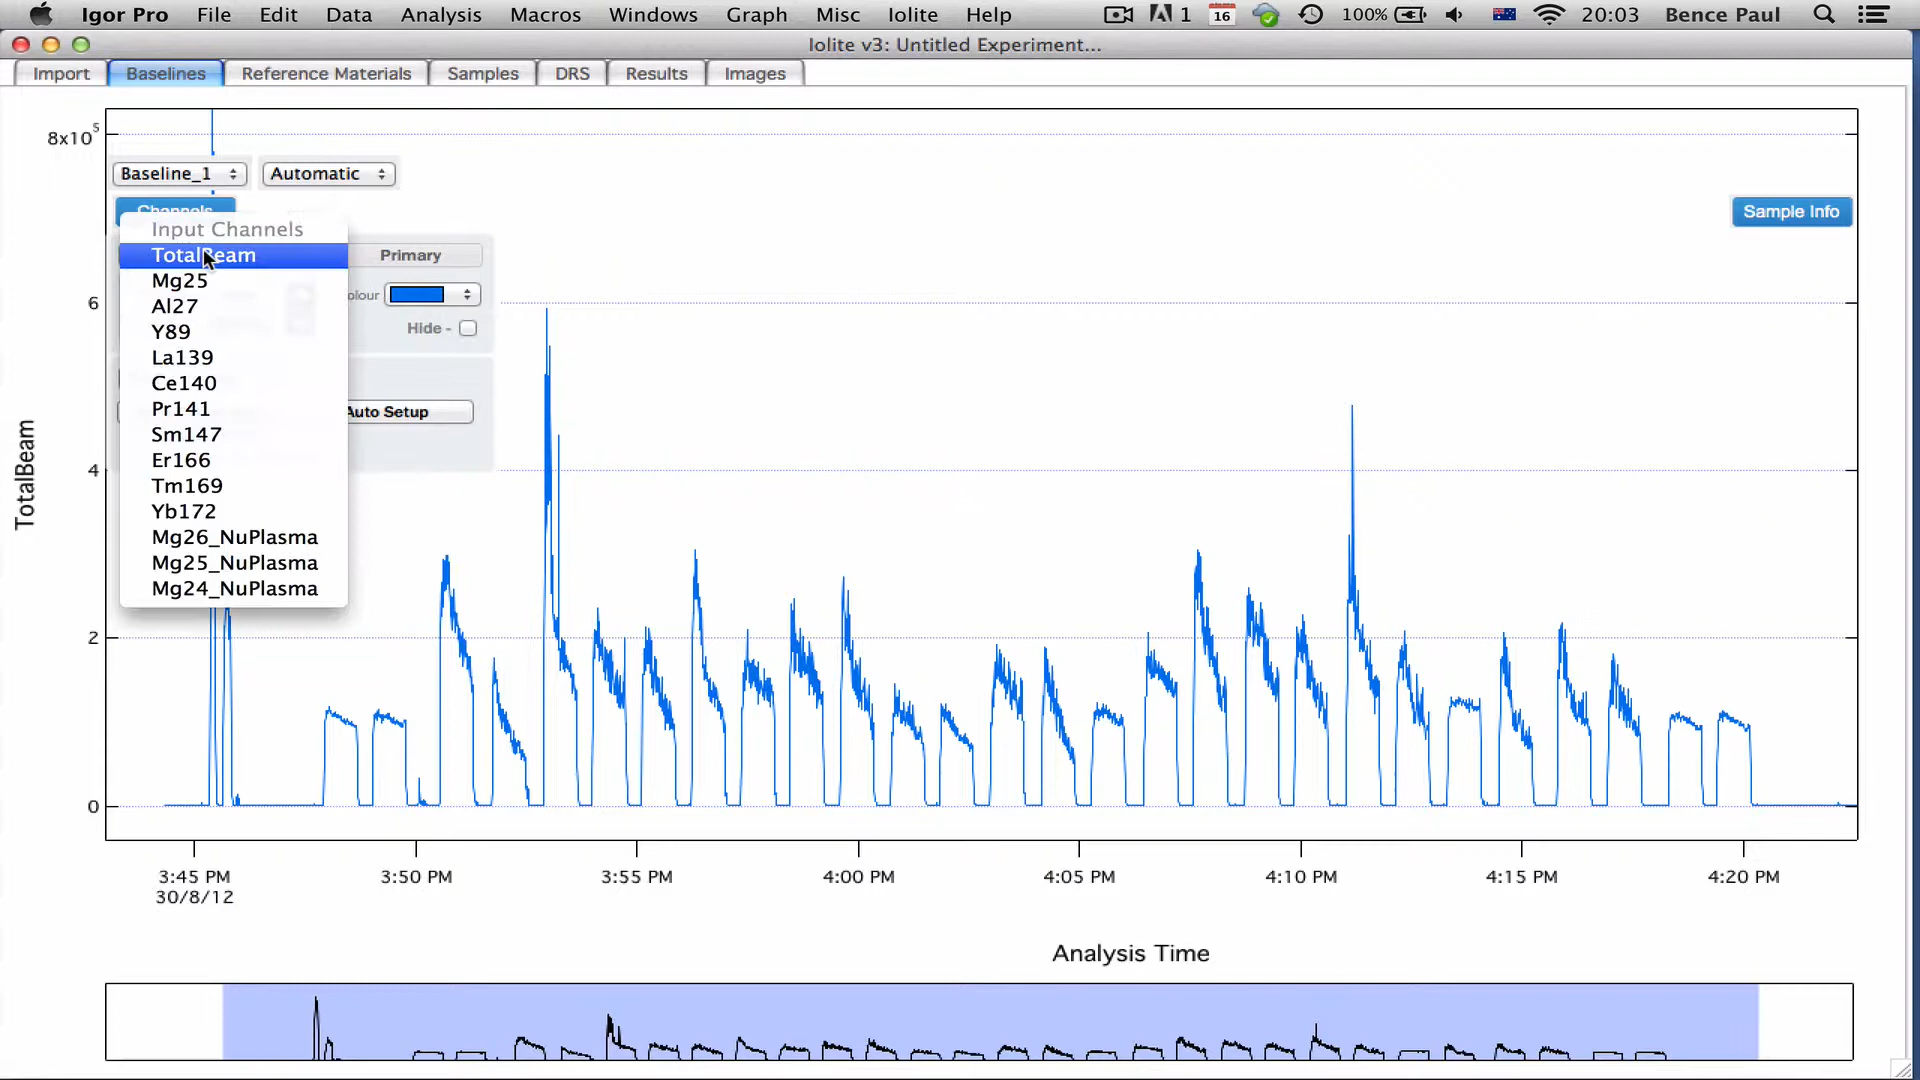 Igor Pro File Edit Data Analysis Macros Windows Graph Misc Iolite Help 1 16 100% 20:03 Bence Paul
Iolite v3: Untitled Experiment...
Import Baselines Reference Materials Samples DRS Results Images
8x10⁵
Baseline_1 Automatic
Channels Sample Info
Input Channels
TotalBeam Primary
Mg25
olour
6
Al27
Hide -
Y89
La139
Ce140
Auto Setup
Pr141
Sm147
Er166
4
Tm169
Yb172
Mg26_NuPlasma
Mg25_NuPlasma
Mg24_NuPlasma
TotalBeam
2
0
3:45 PM 3:50 PM 3:55 PM 4:00 PM 4:05 PM 4:10 PM 4:15 PM 4:20 PM
30/8/12
Analysis Time